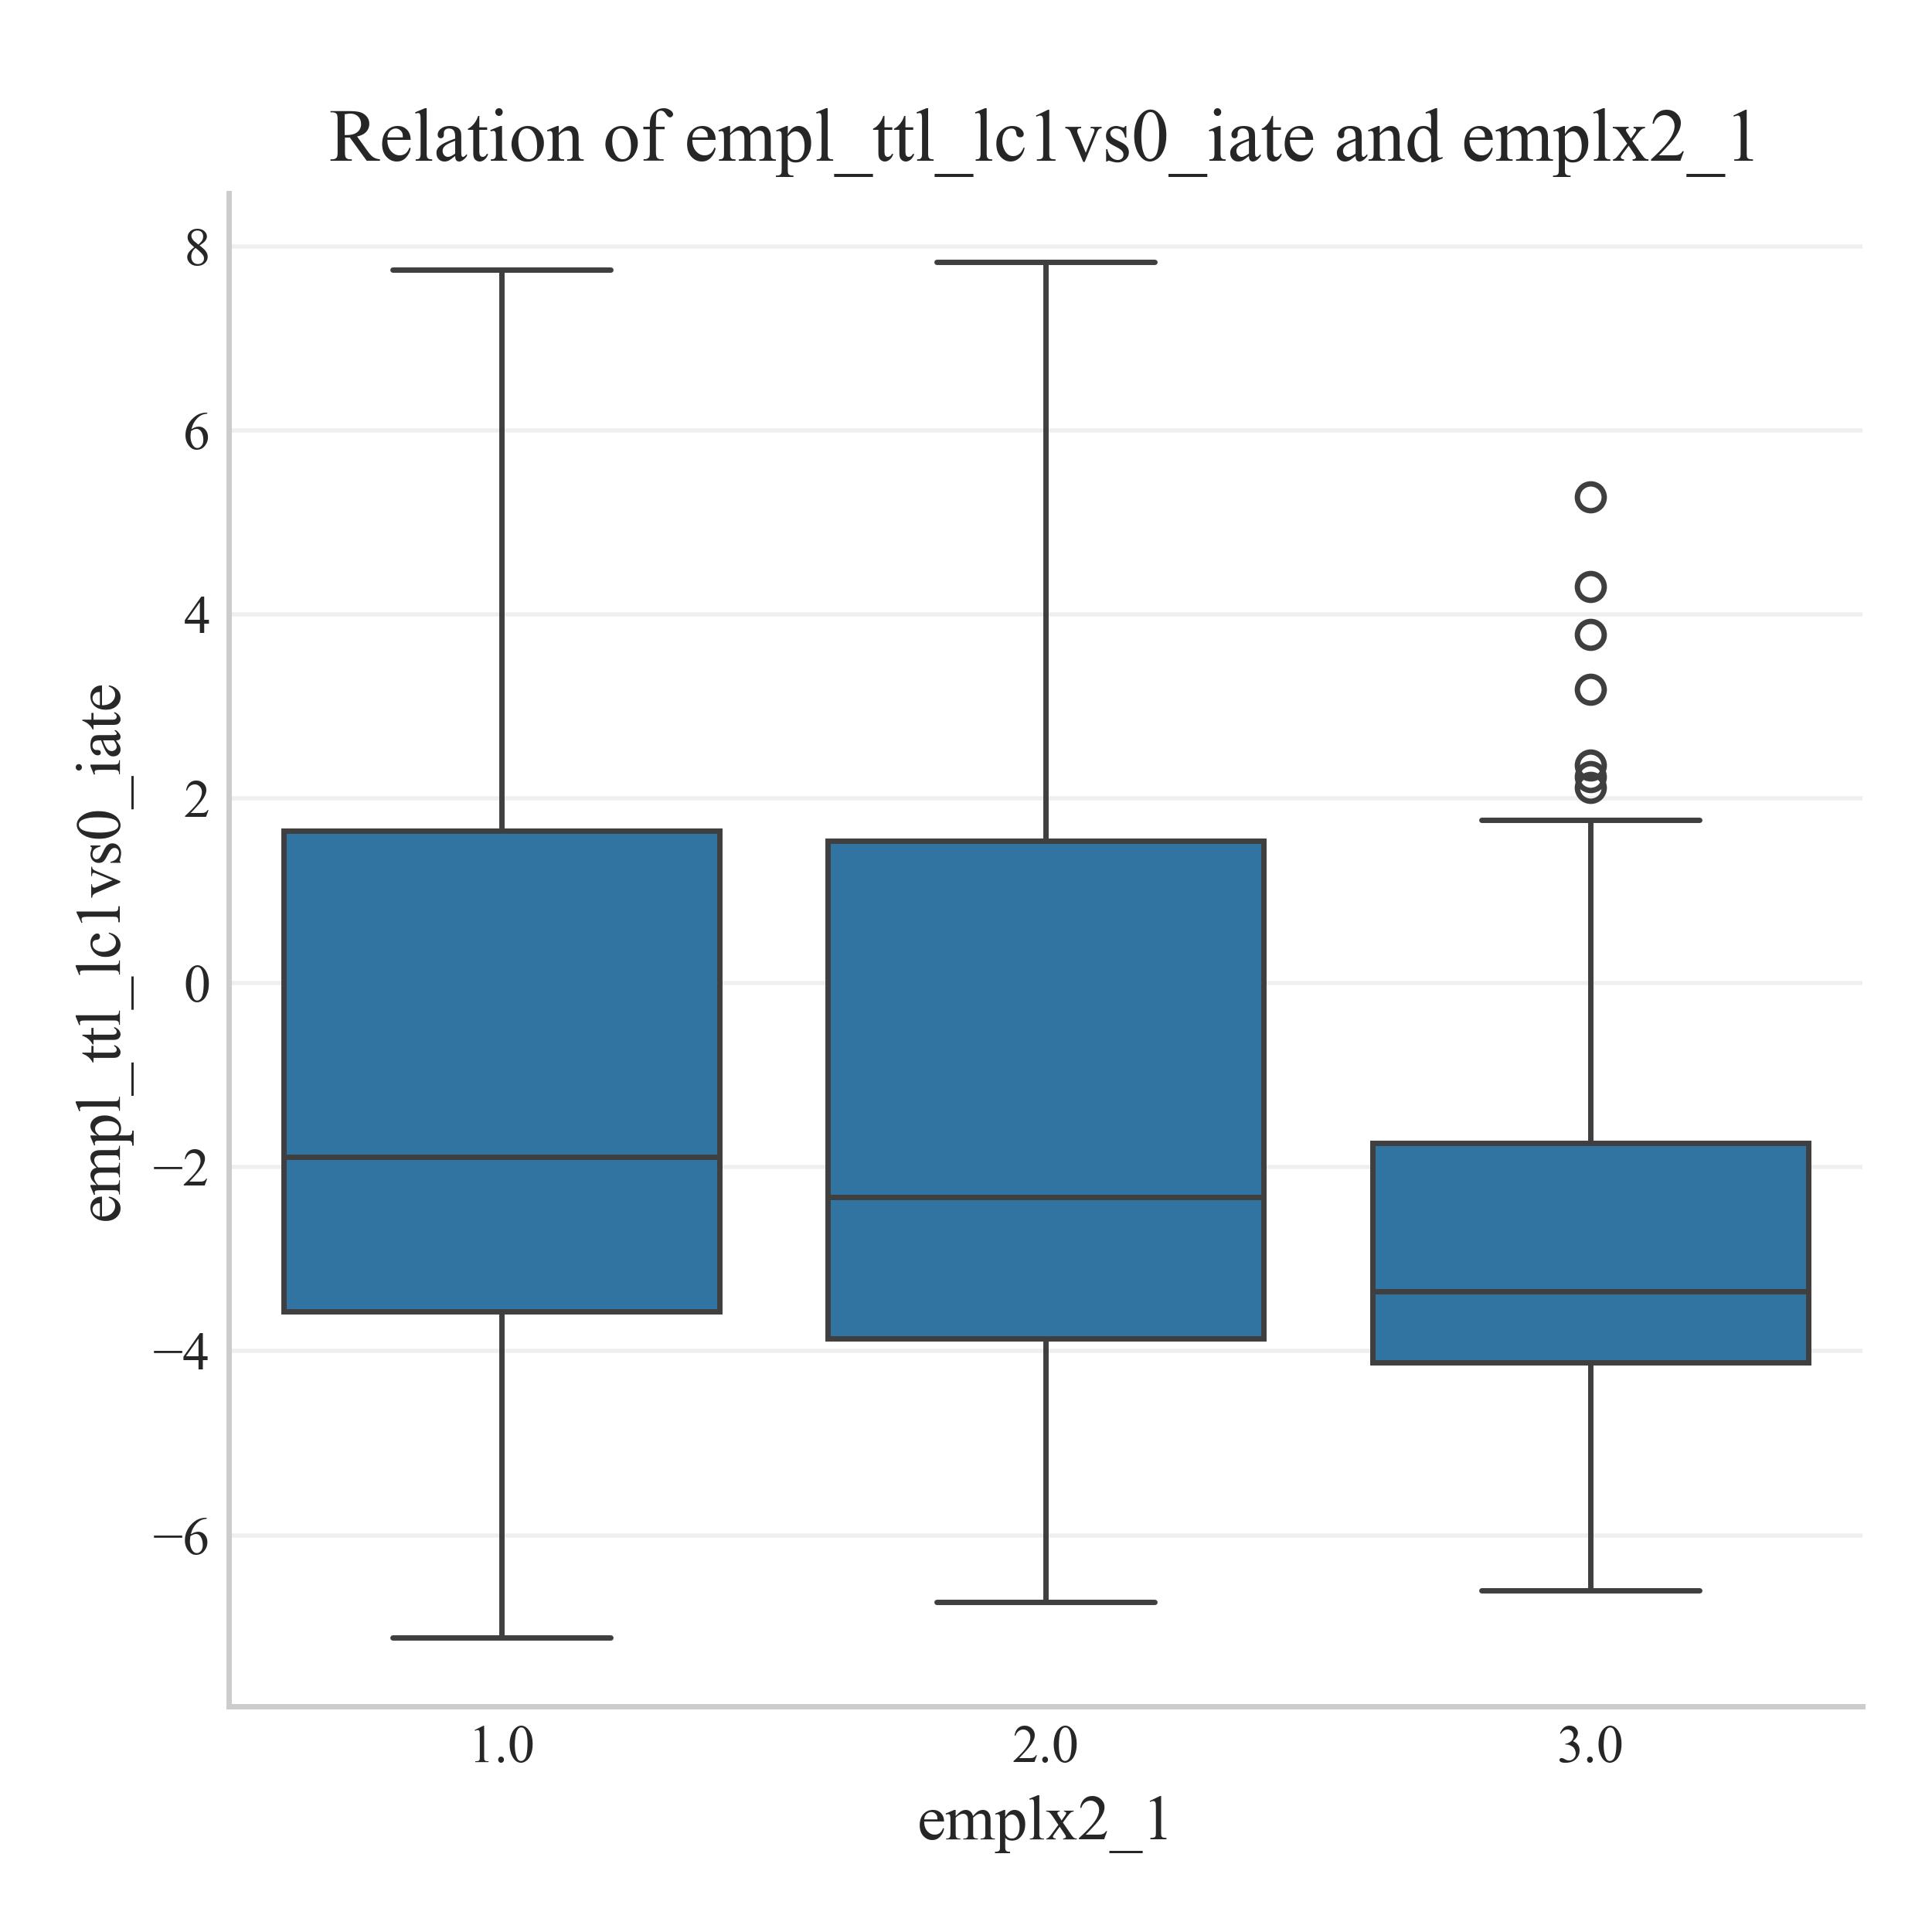 Relation of empl_ttl_lc1vs0_iate and emplx2_1
8
6
4
2
0
−2
−4
−6
empl_ttl_lc1vs0_iate
1.0 2.0 3.0
emplx2_1